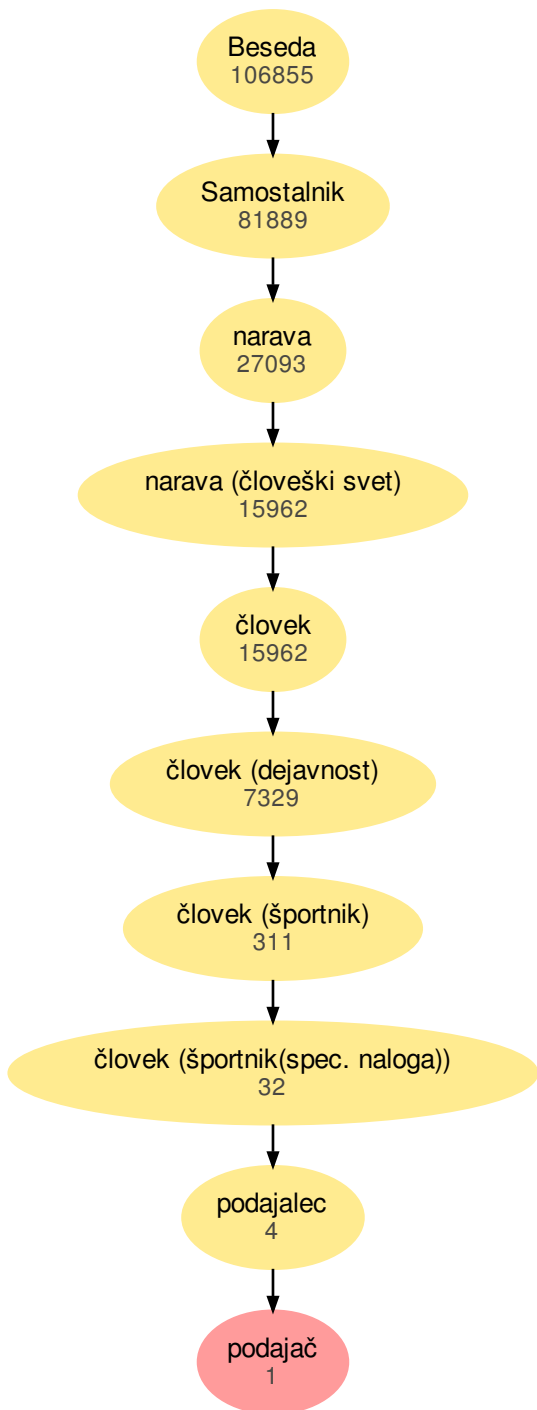 Beseda
106855
Samostalnik
81889
narava
27093
narava (človeški svet)
15962
človek
15962
človek (dejavnost)
7329
človek (športnik)
311
človek (športnik(spec. naloga))
32
podajalec
4
podajač
1